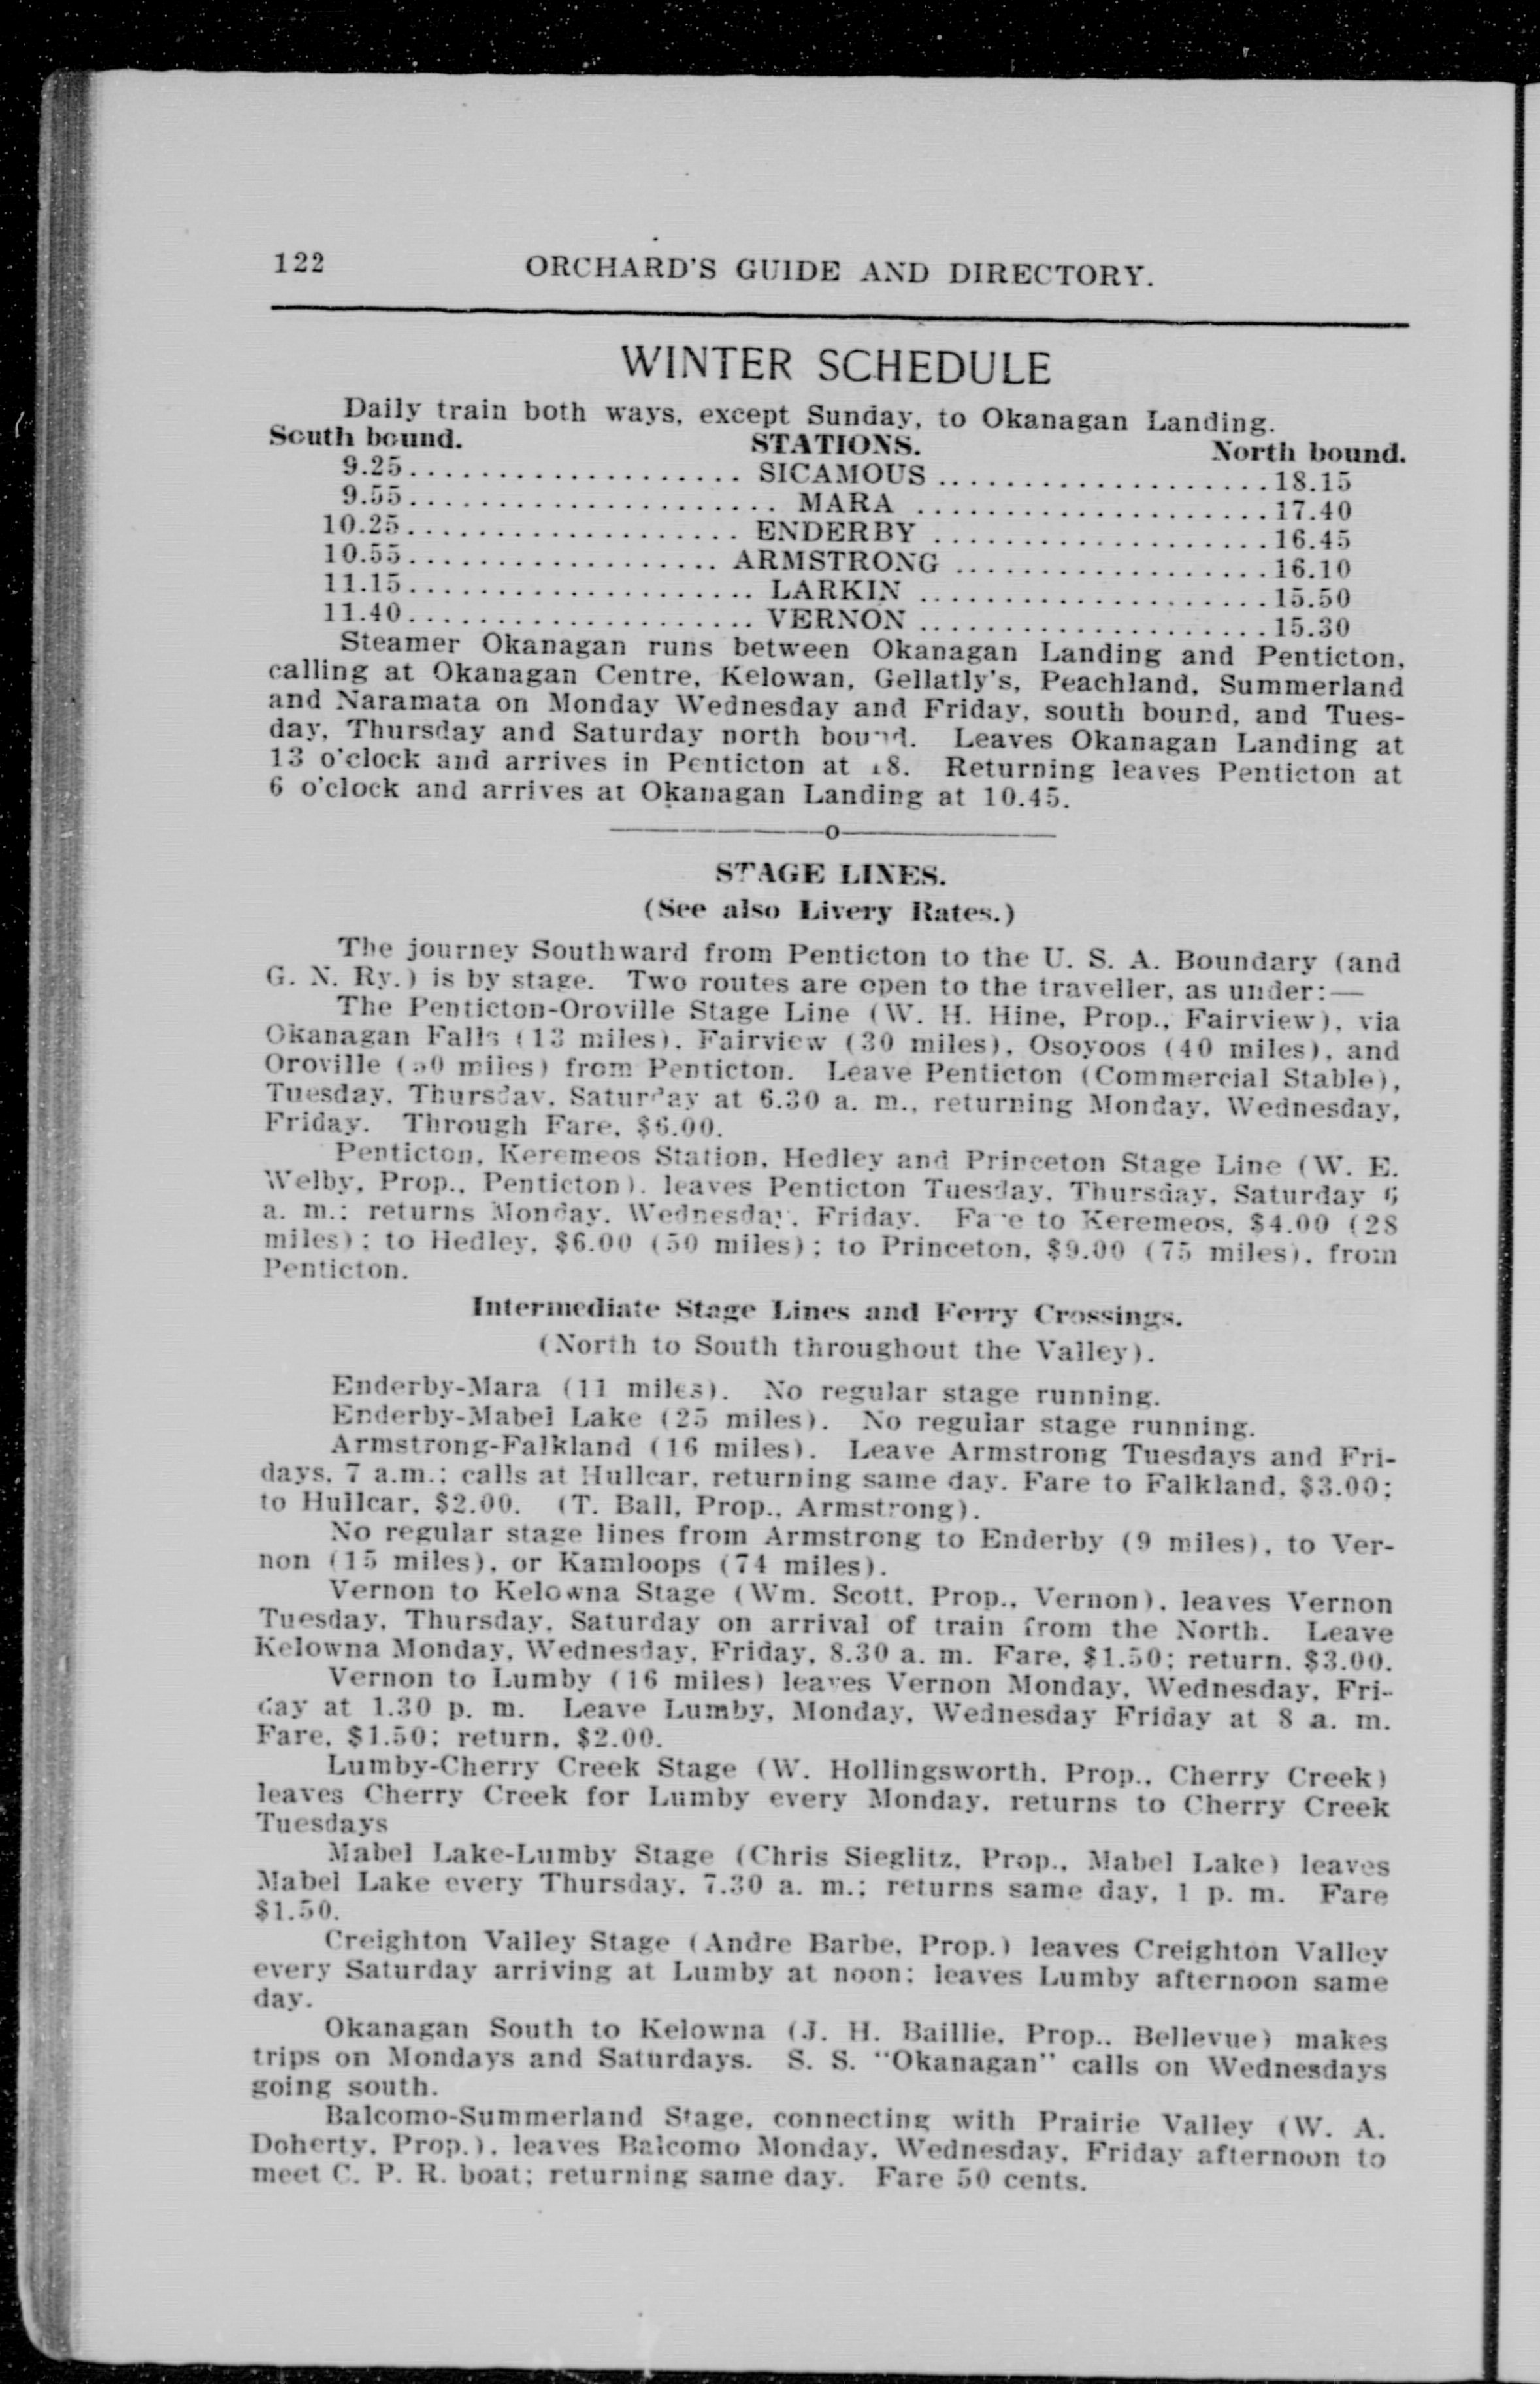 122 ORCHARD'S GUIDE AND DIRECTORY.
WINTER SCHEDULE
Daily train both ways, except Sunday, to Okanagan Landing.
South bound. STATIONS. North bound.
9.25.................... SICAMOUS ....................18.15
9.55...................... MARA .....................17.40
10.25.................... ENDERBY ....................16.45
10.55................... ARMSTRONG ...................16.10
11.15..................... LARKIN .....................15.50
11.40..................... VERNON .....................15.30
Steamer Okanagan runs between Okanagan Landing and Penticton,
calling at Okanagan Centre, Kelowan, Gellatly's, Peachland, Summerland
and Naramata on Monday Wednesday and Friday, south bound, and Tues-
day, Thursday and Saturday north bound. Leaves Okanagan Landing at
13 o'clock and arrives in Penticton at 18. Returning leaves Penticton at
6 o'clock and arrives at Okanagan Landing at 10.45.
o
STAGE LINES.
(See also Livery Rates.)
The journey Southward from Penticton to the U. S. A. Boundary (and
G. N. Ry.) is by stage. Two routes are open to the traveller, as under:—
The Penticton-Oroville Stage Line (W. H. Hine, Prop., Fairview), via
Okanagan Falls (13 miles), Fairview (30 miles), Osoyoos (40 miles), and
Oroville (50 miles) from Penticton. Leave Penticton (Commercial Stable),
Tuesday, Thursday, Saturday at 6.30 a. m., returning Monday, Wednesday,
Friday. Through Fare, $6.00.
Penticton, Keremeos Station, Hedley and Princeton Stage Line (W. E.
Welby, Prop., Penticton), leaves Penticton Tuesday, Thursday, Saturday 6
a. m.; returns Monday, Wednesday, Friday. Fare to Keremeos, $4.00 (28
miles); to Hedley, $6.00 (50 miles); to Princeton, $9.00 (75 miles), from
Penticton.
Intermediate Stage Lines and Ferry Crossings.
(North to South throughout the Valley).
Enderby-Mara (11 miles). No regular stage running.
Enderby-Mabel Lake (25 miles). No regular stage running.
Armstrong-Falkland (16 miles). Leave Armstrong Tuesdays and Fri-
days, 7 a.m.; calls at Hullcar, returning same day. Fare to Falkland, $3.00;
to Hullcar, $2.00. (T. Ball, Prop., Armstrong).
No regular stage lines from Armstrong to Enderby (9 miles), to Ver-
non (15 miles), or Kamloops (74 miles).
Vernon to Kelowna Stage (Wm. Scott, Prop., Vernon), leaves Vernon
Tuesday, Thursday, Saturday on arrival of train from the North. Leave
Kelowna Monday, Wednesday, Friday, 8.30 a. m. Fare, $1.50; return, $3.00.
Vernon to Lumby (16 miles) leaves Vernon Monday, Wednesday, Fri-
day at 1.30 p. m. Leave Lumby, Monday, Wednesday Friday at 8 a. m.
Fare, $1.50; return, $2.00.
Lumby-Cherry Creek Stage (W. Hollingsworth, Prop., Cherry Creek)
leaves Cherry Creek for Lumby every Monday, returns to Cherry Creek
Tuesdays
Mabel Lake-Lumby Stage (Chris Sieglitz, Prop., Mabel Lake) leaves
Mabel Lake every Thursday, 7.30 a. m.; returns same day, 1 p. m. Fare
$1.50.
Creighton Valley Stage (Andre Barbe, Prop.) leaves Creighton Valley
every Saturday arriving at Lumby at noon; leaves Lumby afternoon same
day.
Okanagan South to Kelowna (J. H. Baillie, Prop., Bellevue) makes
trips on Mondays and Saturdays. S. S. "Okanagan" calls on Wednesdays
going south.
Balcomo-Summerland Stage, connecting with Prairie Valley (W. A.
Doherty, Prop.), leaves Balcomo Monday, Wednesday, Friday afternoon to
meet C. P. R. boat; returning same day. Fare 50 cents.